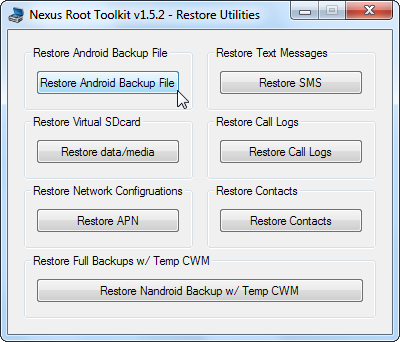 Nexus Root Toolkit v1.5.2 - Restore Utilities
Restore Android Backup File
Restore Android Backup File
Restore Text Messages
Restore SMS
Restore Virtual SDcard
Restore data/media
Restore Call Logs
Restore Call Logs
Restore Network Configruations
Restore APN
Restore Contacts
Restore Contacts
Restore Full Backups w/ Temp CWM
Restore Nandroid Backup w/ Temp CWM